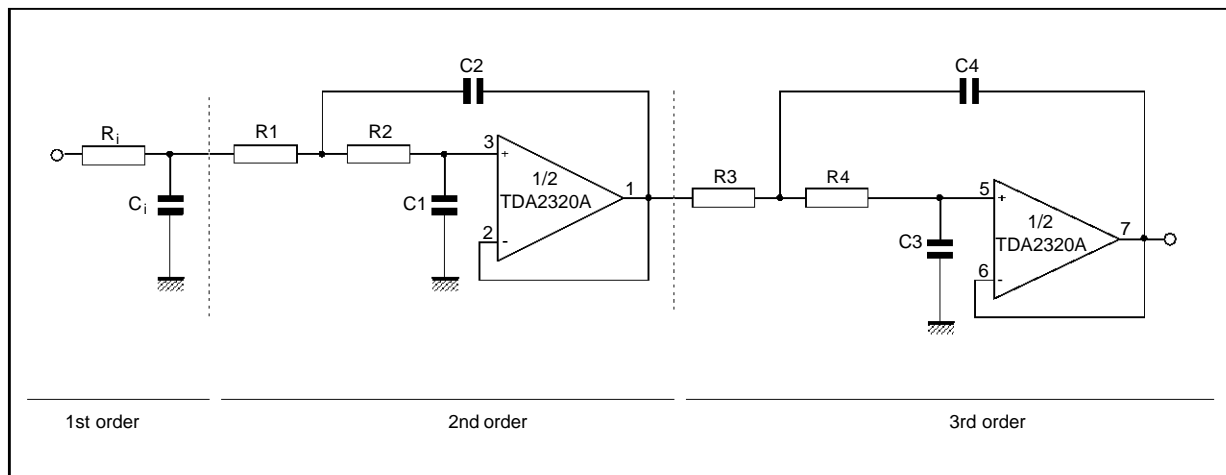 C2
C4
Ri
R1
R2
3
+
1/2
TDA2320A
1
2
-
Ci
C1
R3
R4
5
+
1/2
TDA2320A
7
6
-
C3
1st order
2nd order
3rd order